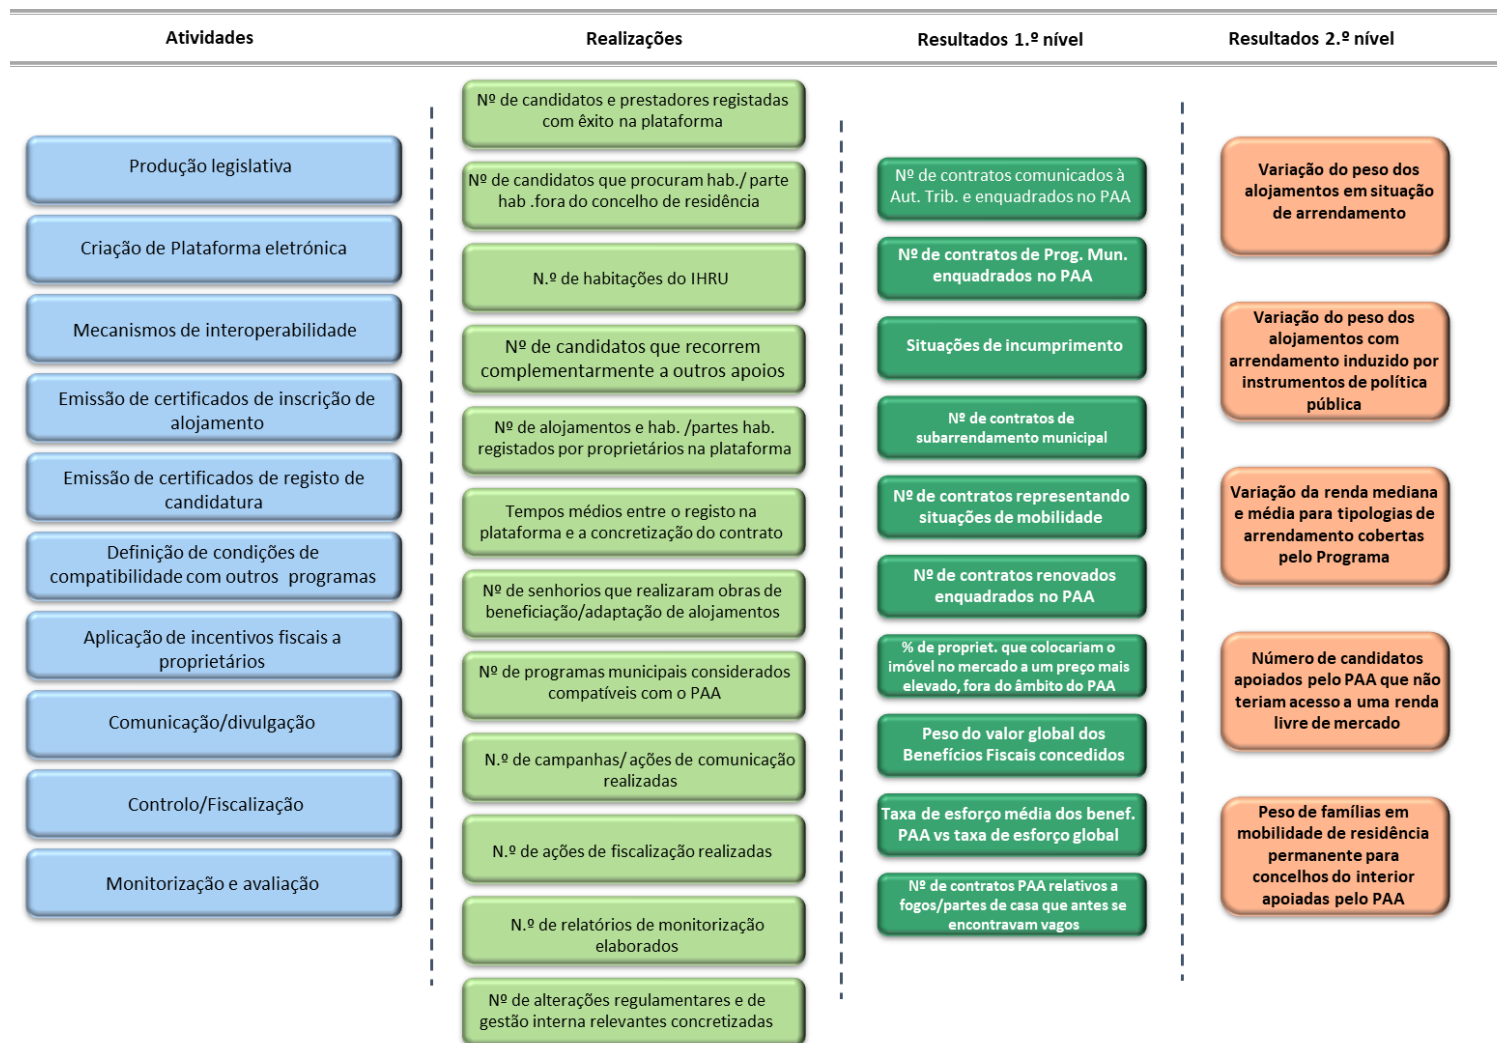 Atividades
Realizações
Resultados 1.º nível
Resultados 2.º nível
Produção legislativa
Criação de Plataforma eletrónica
Mecanismos de interoperabilidade
Emissão de certificados de inscrição de
alojamento
Emissão de certificados de registo de
candidatura
Definição de condições de
compatibilidade com outros programas
Aplicação de incentivos fiscais a
proprietários
Comunicação/divulgação
Controlo/Fiscalização
Monitorização e avaliação
Nº de candidatos e prestadores registadas
com êxito na plataforma
Nº de candidatos que procuram hab./ parte
hab .fora do concelho de residência
N.º de habitações do IHRU
Nº de candidatos que recorrem
complementarmente a outros apoios
Nº de alojamentos e hab. /partes hab.
registados por proprietários na plataforma
Tempos médios entre o registo na
plataforma e a concretização do contrato
Nº de senhorios que realizaram obras de
beneficiação/adaptação de alojamentos
Nº de programas municipais considerados
compatíveis com o PAA
N.º de campanhas/ ações de comunicação
realizadas
N.º de ações de fiscalização realizadas
N.º de relatórios de monitorização
elaborados
Nº de alterações regulamentares e de
gestão interna relevantes concretizadas
Nº de contratos comunicados à
Aut. Trib. e enquadrados no PAA
Nº de contratos de Prog. Mun.
enquadrados no PAA
Situações de incumprimento
Nº de contratos de
subarrendamento municipal
Nº de contratos representando
situações de mobilidade
Nº de contratos renovados
enquadrados no PAA
% de propriet. que colocariam o
imóvel no mercado a um preço mais
elevado, fora do âmbito do PAA
Peso do valor global dos
Benefícios Fiscais concedidos
Taxa de esforço média dos benef.
PAA vs taxa de esforço global
Nº de contratos PAA relativos a
fogos/partes de casa que antes se
encontravam vagos
Variação do peso dos
alojamentos em situação
de arrendamento
Variação do peso dos
alojamentos com
arrendamento induzido por
instrumentos de política
pública
Variação da renda mediana
e média para tipologias de
arrendamento cobertas
pelo Programa
Número de candidatos
apoiados pelo PAA que não
teriam acesso a uma renda
livre de mercado
Peso de famílias em
mobilidade de residência
permanente para
concelhos do interior
apoiadas pelo PAA